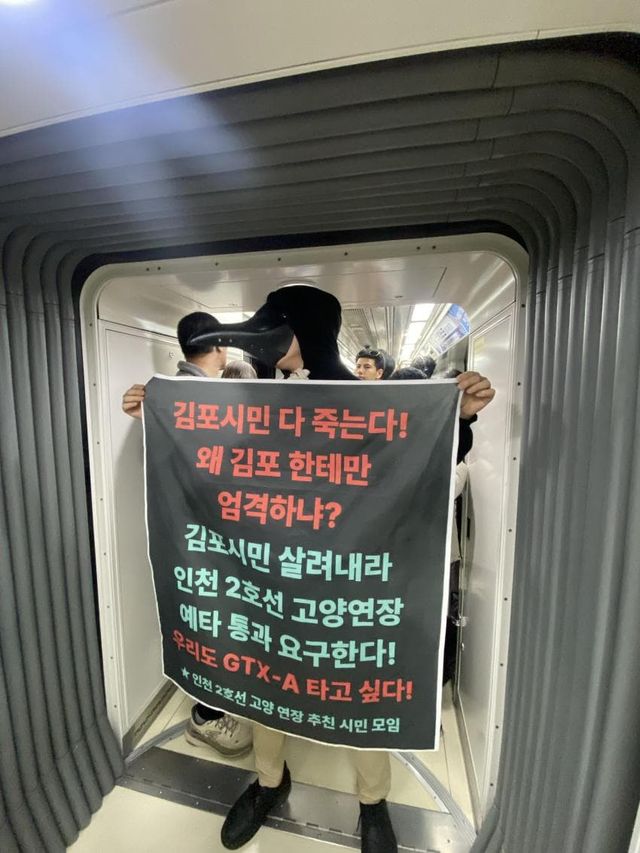 김포시민 다 죽는다!
왜 김포 한테만
엄격하냐?
김포시민 살려내라
인천 2호선 고양연장
예타 통과 요구한다!
우리도 GTX-A 타고 싶다!
★ 인천 2호선 고양 연장 추친 시민 모임